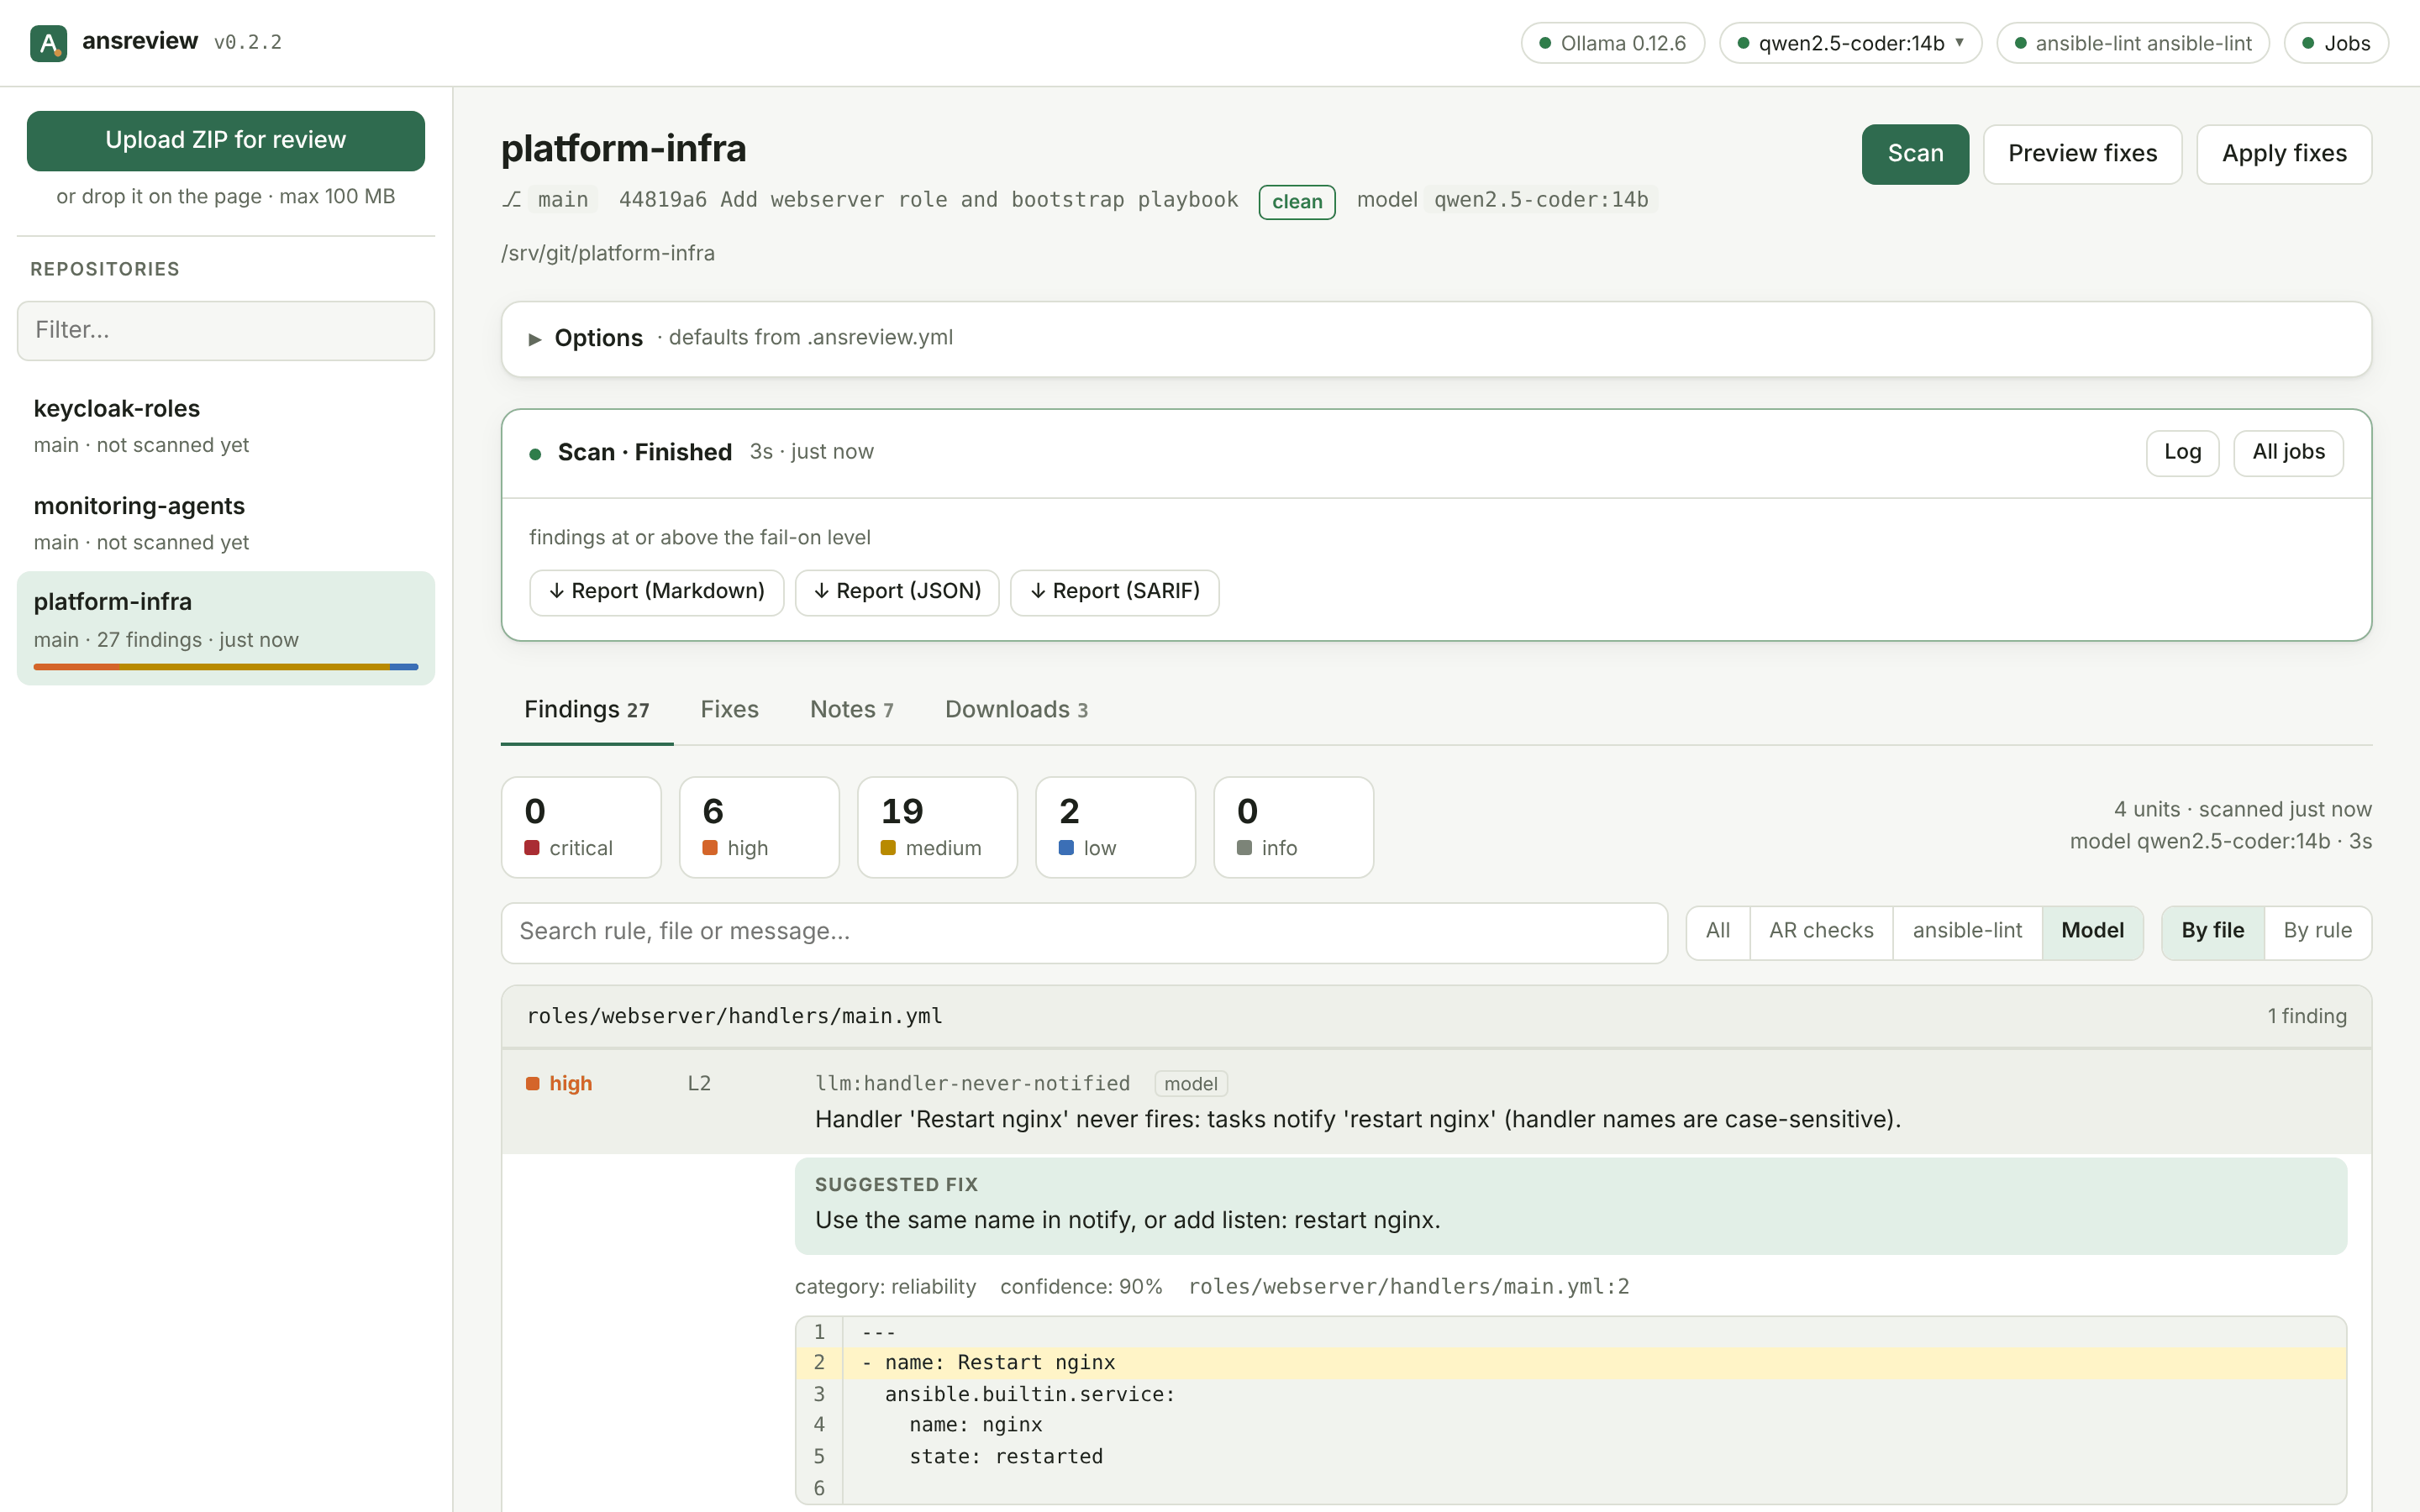 A ansreview v0.2.2
Ollama 0.12.6
qwen2.5-coder:14b ▾
ansible-lint ansible-lint
Jobs
Upload ZIP for review
or drop it on the page · max 100 MB
REPOSITORIES
Filter...
keycloak-roles
main · not scanned yet
monitoring-agents
main · not scanned yet
platform-infra
main · 27 findings · just now
platform-infra
Scan
Preview fixes
Apply fixes
⎇ main 44819a6 Add webserver role and bootstrap playbook clean model qwen2.5-coder:14b
/srv/git/platform-infra
▶ Options · defaults from .ansreview.yml
Scan · Finished 3s · just now
Log
All jobs
findings at or above the fail-on level
↓ Report (Markdown)
↓ Report (JSON)
↓ Report (SARIF)
Findings 27
Fixes
Notes 7
Downloads 3
0
critical
6
high
19
medium
2
low
0
info
4 units · scanned just now
model qwen2.5-coder:14b · 3s
Search rule, file or message...
All
AR checks
ansible-lint
Model
By file
By rule
roles/webserver/handlers/main.yml
1 finding
high L2 llm:handler-never-notified model
Handler 'Restart nginx' never fires: tasks notify 'restart nginx' (handler names are case-sensitive).
SUGGESTED FIX
Use the same name in notify, or add listen: restart nginx.
category: reliability confidence: 90% roles/webserver/handlers/main.yml:2
1 ---
2 - name: Restart nginx
3 ansible.builtin.service:
4 name: nginx
5 state: restarted
6